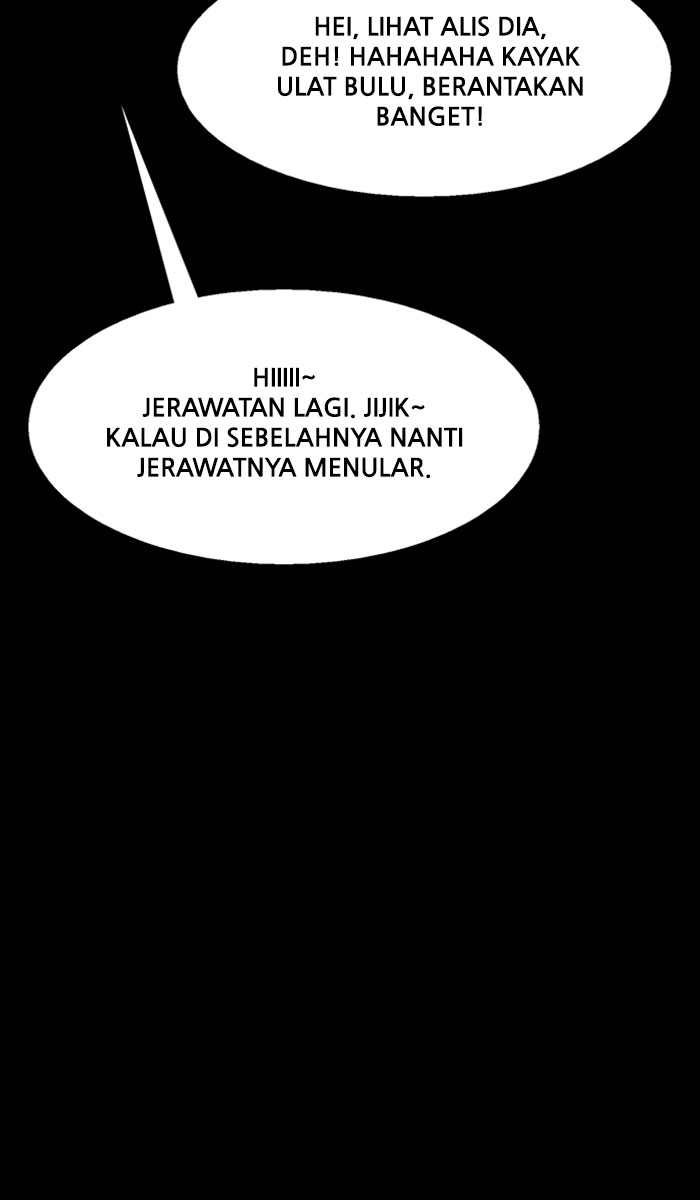 HEI, LIHAT ALIS DIA,
DEH! HAHAHAHA KAYAK
ULAT BULU, BERANTAKAN
BANGET!
HIIIII~
JERAWATAN LAGI. JIJIK~
KALAU DI SEBELAHNYA NANTI
JERAWATNYA MENULAR.